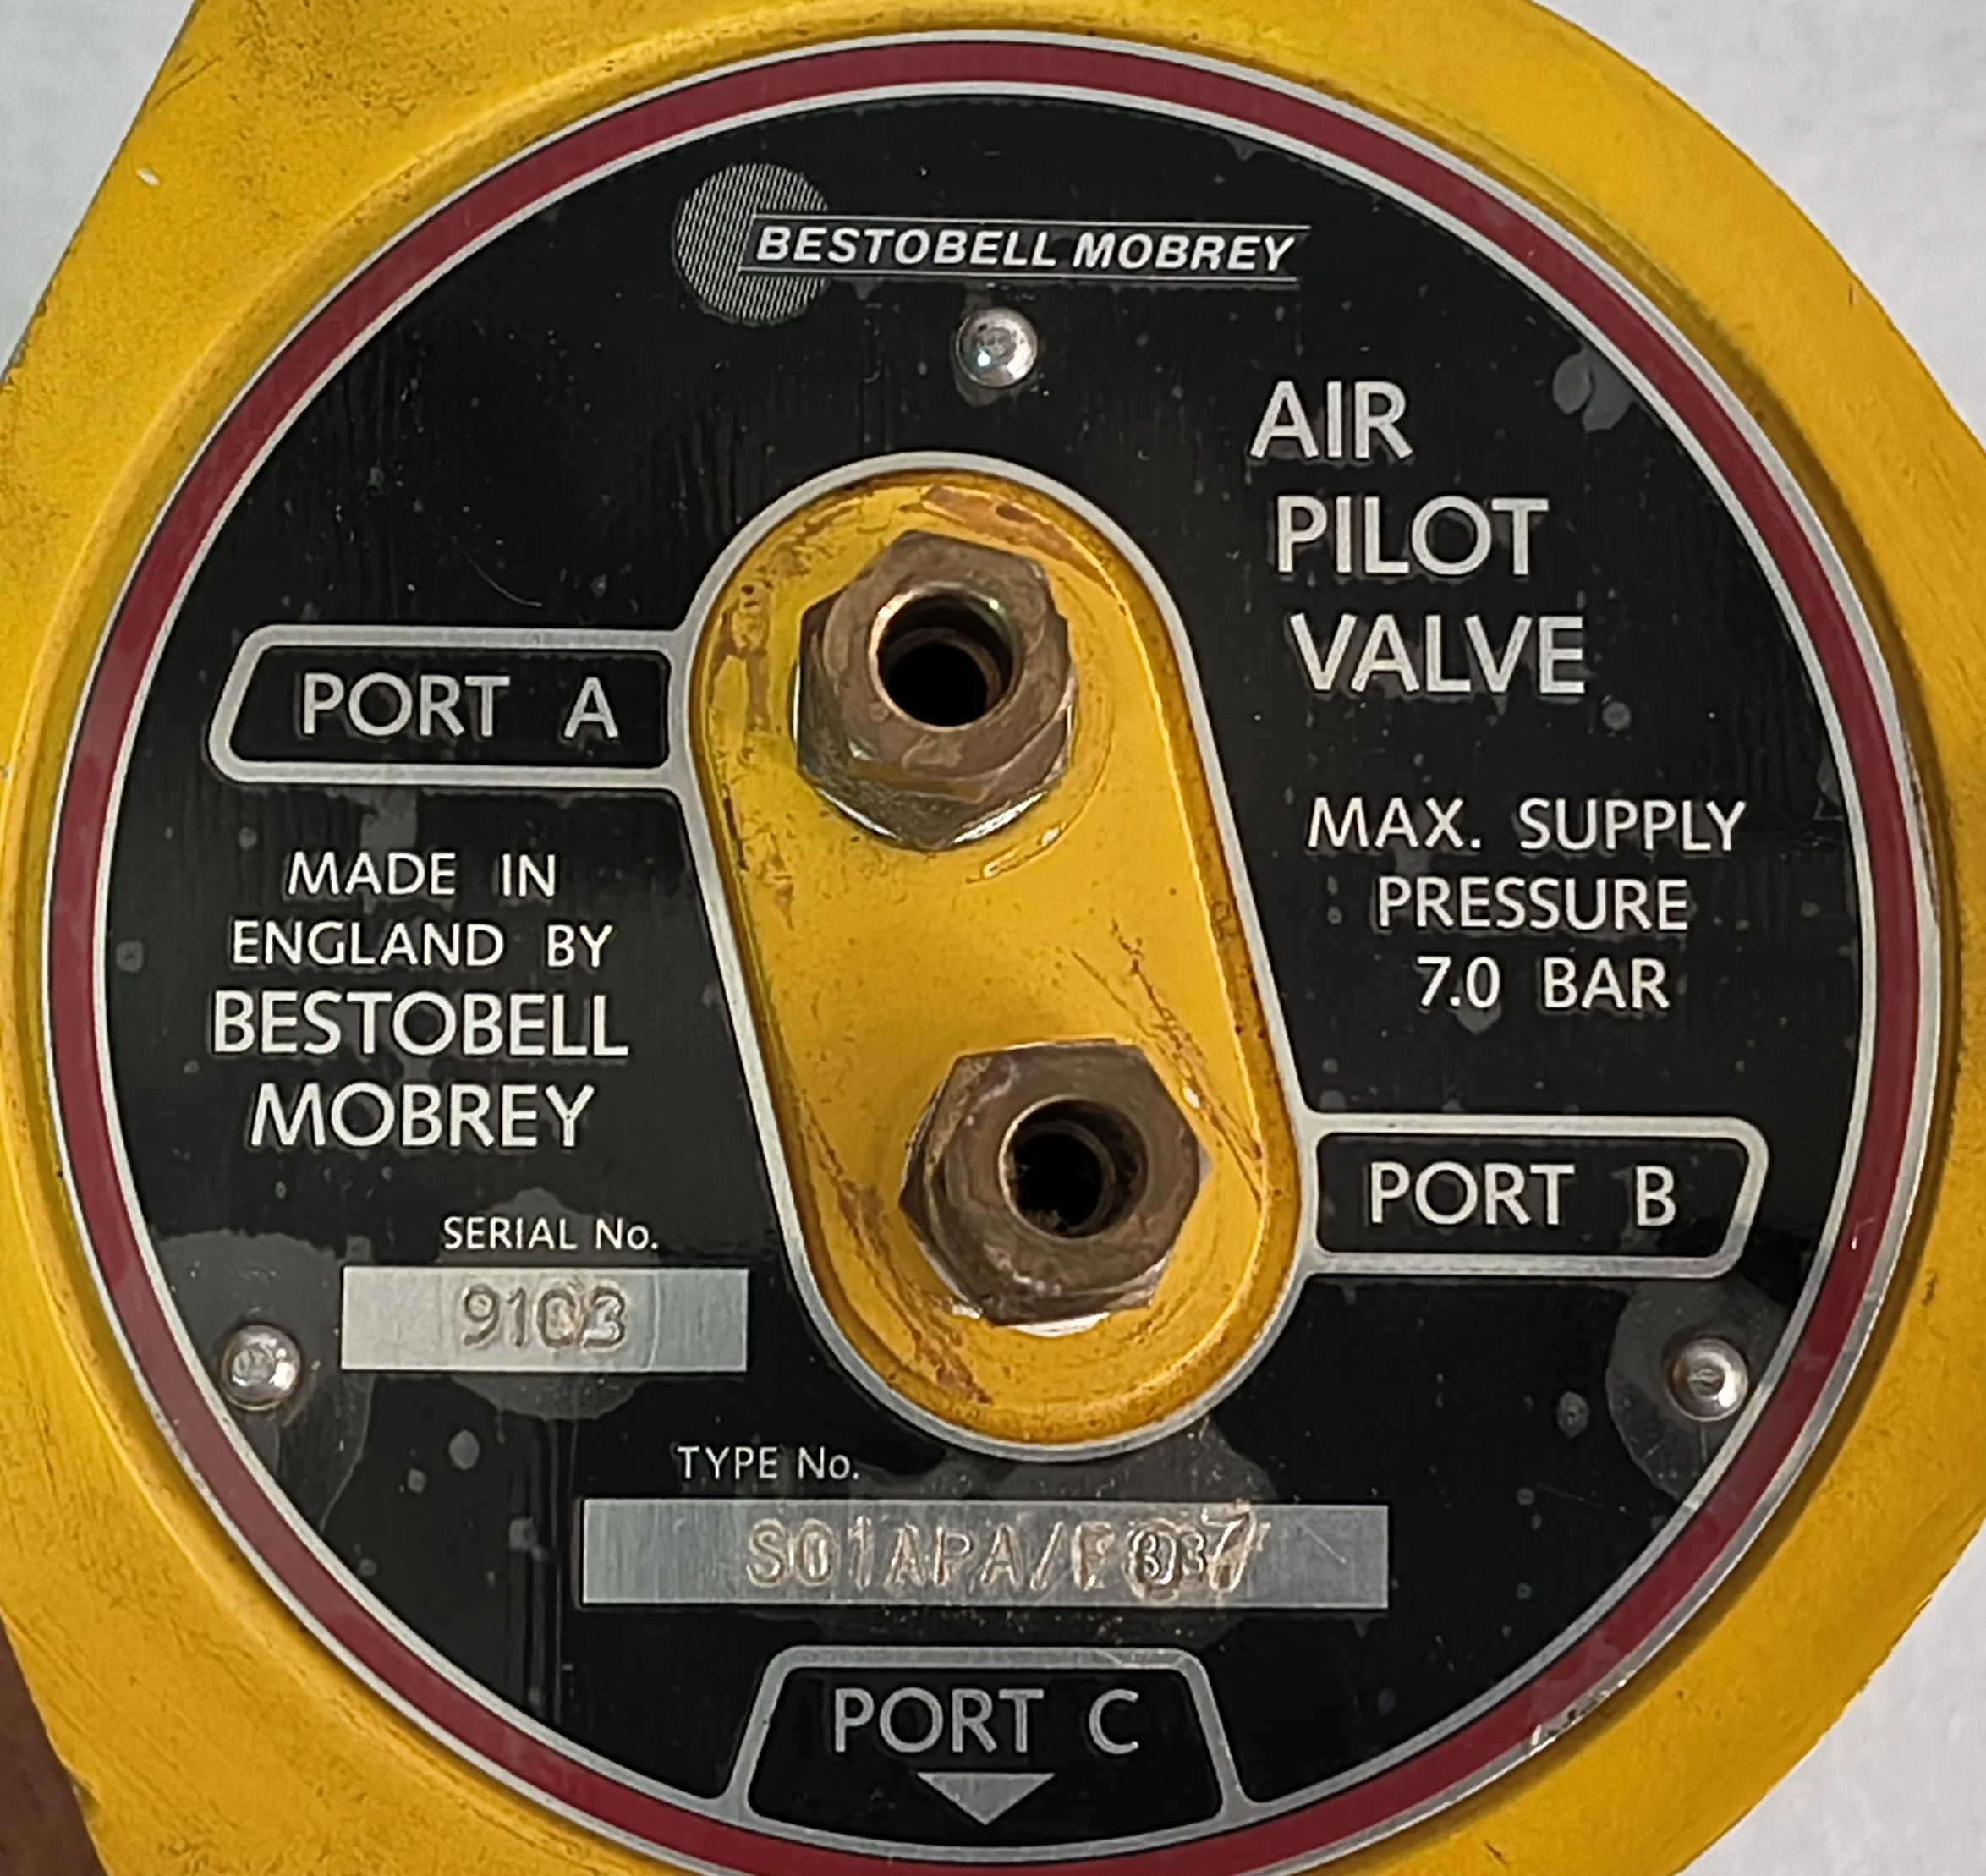 BESTOBELL MOBREY
AIR
PILOT
VALVE
PORT A
MAX. SUPPLY
PRESSURE
7.0 BAR
MADE IN
ENGLAND BY
BESTOBELL
MOBREY
PORT B
SERIAL No.
9103
TYPE No.
PORT C